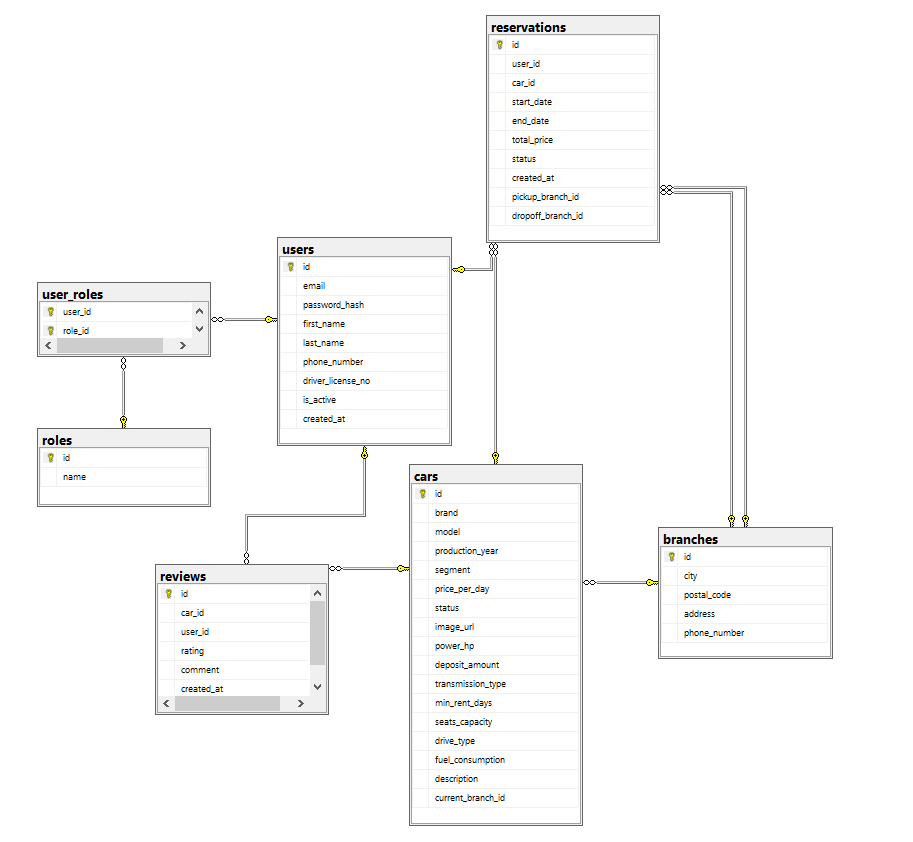 reservations
id
user_id
car_id
start_date
end_date
total_price
status
created_at
pickup_branch_id
dropoff_branch_id
users
id
email
password_hash
first_name
last_name
phone_number
driver_license_no
is_active
created_at
user_roles
user_id
role_id
roles
id
name
cars
id
brand
model
production_year
segment
price_per_day
status
image_url
power_hp
deposit_amount
transmission_type
min_rent_days
seats_capacity
drive_type
fuel_consumption
description
current_branch_id
branches
id
city
postal_code
address
phone_number
reviews
id
car_id
user_id
rating
comment
created_at